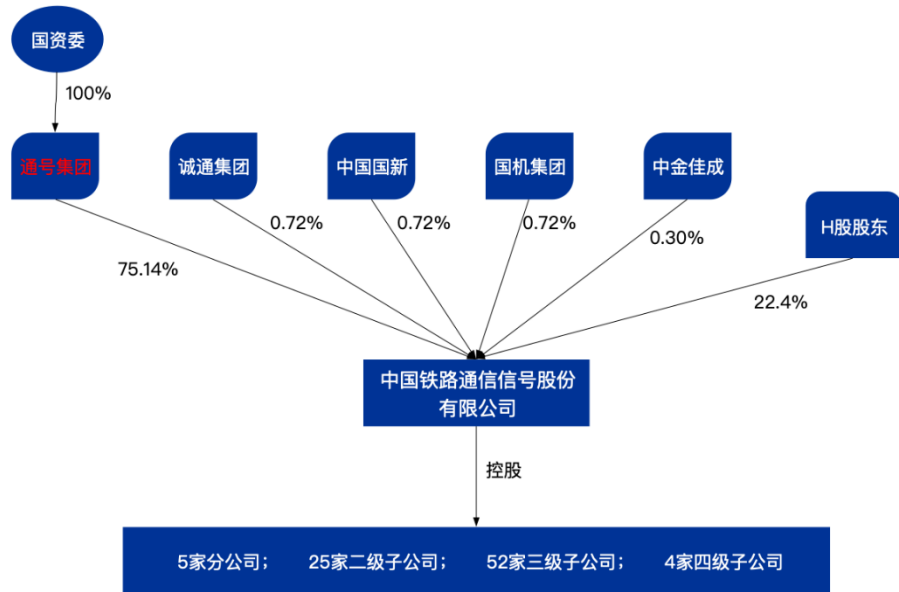 国资委
100%
通号集团
诚通集团
中国国新
国机集团
中金佳成
H股股东
0.72%
0.72%
0.72%
0.30%
75.14%
22.4%
中国铁路通信信号股份
有限公司
控股
5家分公司； 25家二级子公司； 52家三级子公司； 4家四级子公司